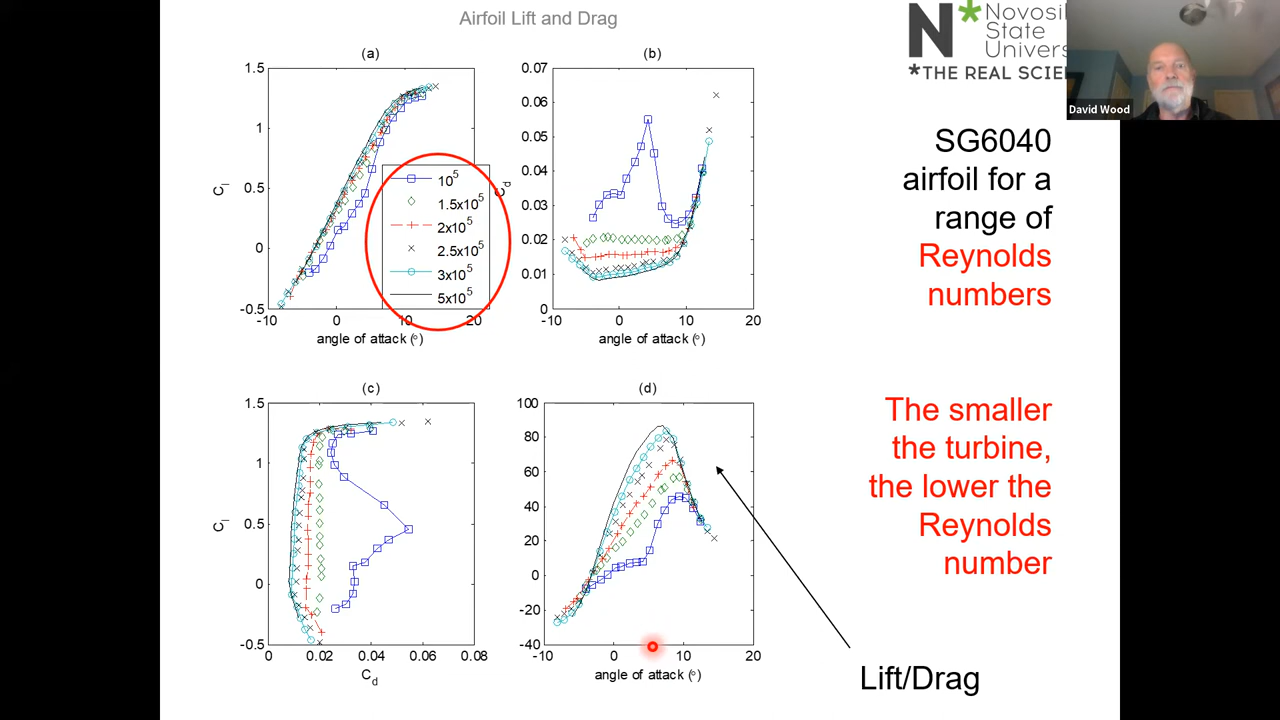 Airfoil Lift and Drag
N*
Novosi
State
Univers
*THE REAL SCIE
David Wood
(a)
1.5
1
0.5
0
-0.5
C_l
-10
0
10
20
angle of attack (°)
10^5
1.5x10^5
2x10^5
2.5x10^5
3x10^5
5x10^5
(b)
0.07
0.06
0.05
0.04
0.03
0.02
0.01
0
C_d
-10
0
10
20
angle of attack (°)
SG6040
airfoil for a
range of
Reynolds
numbers
(c)
1.5
1
0.5
0
-0.5
C_l
0
0.02
0.04
0.06
0.08
C_d
(d)
100
80
60
40
20
0
-20
-40
-10
0
10
20
angle of attack (°)
The smaller
the turbine,
the lower the
Reynolds
number
Lift/Drag